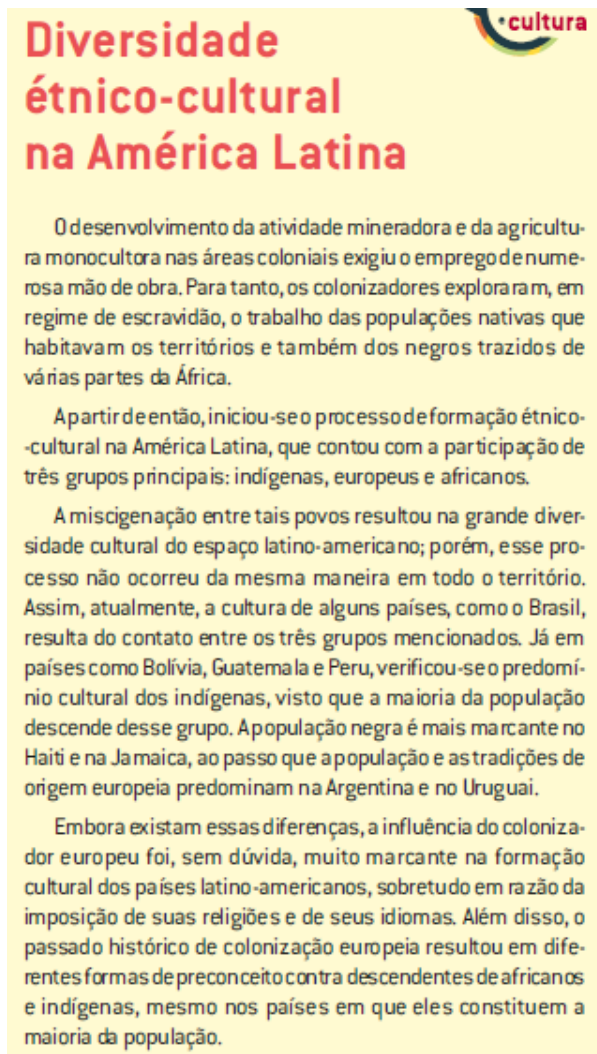 cultura
Diversidade
étnico-cultural
na América Latina
O desenvolvimento da atividade mineradora e da agricultu-
ra monocultora nas áreas coloniais exigiu o emprego de nume-
rosa mão de obra. Para tanto, os colonizadores exploraram, em
regime de escravidão, o trabalho das populações nativas que
habitavam os territórios e também dos negros trazidos de
várias partes da África.
A partir de então, iniciou-se o processo de formação étnico-
-cultural na América Latina, que contou com a participação de
três grupos principais: indígenas, europeus e africanos.
A miscigenação entre tais povos resultou na grande diver-
sidade cultural do espaço latino-americano; porém, esse pro-
cesso não ocorreu da mesma maneira em todo o território.
Assim, atualmente, a cultura de alguns países, como o Brasil,
resulta do contato entre os três grupos mencionados. Já em
países como Bolívia, Guatemala e Peru, verificou-se o predomí-
nio cultural dos indígenas, visto que a maioria da população
descende desse grupo. A população negra é mais marcante no
Haiti e na Jamaica, ao passo que a população e as tradições de
origem europeia predominam na Argentina e no Uruguai.
Embora existam essas diferenças, a influência do coloniza-
dor europeu foi, sem dúvida, muito marcante na formação
cultural dos países latino-americanos, sobretudo em razão da
imposição de suas religiões e de seus idiomas. Além disso, o
passado histórico de colonização europeia resultou em dife-
rentes formas de preconceito contra descendentes de africanos
e indígenas, mesmo nos países em que eles constituem a
maioria da população.